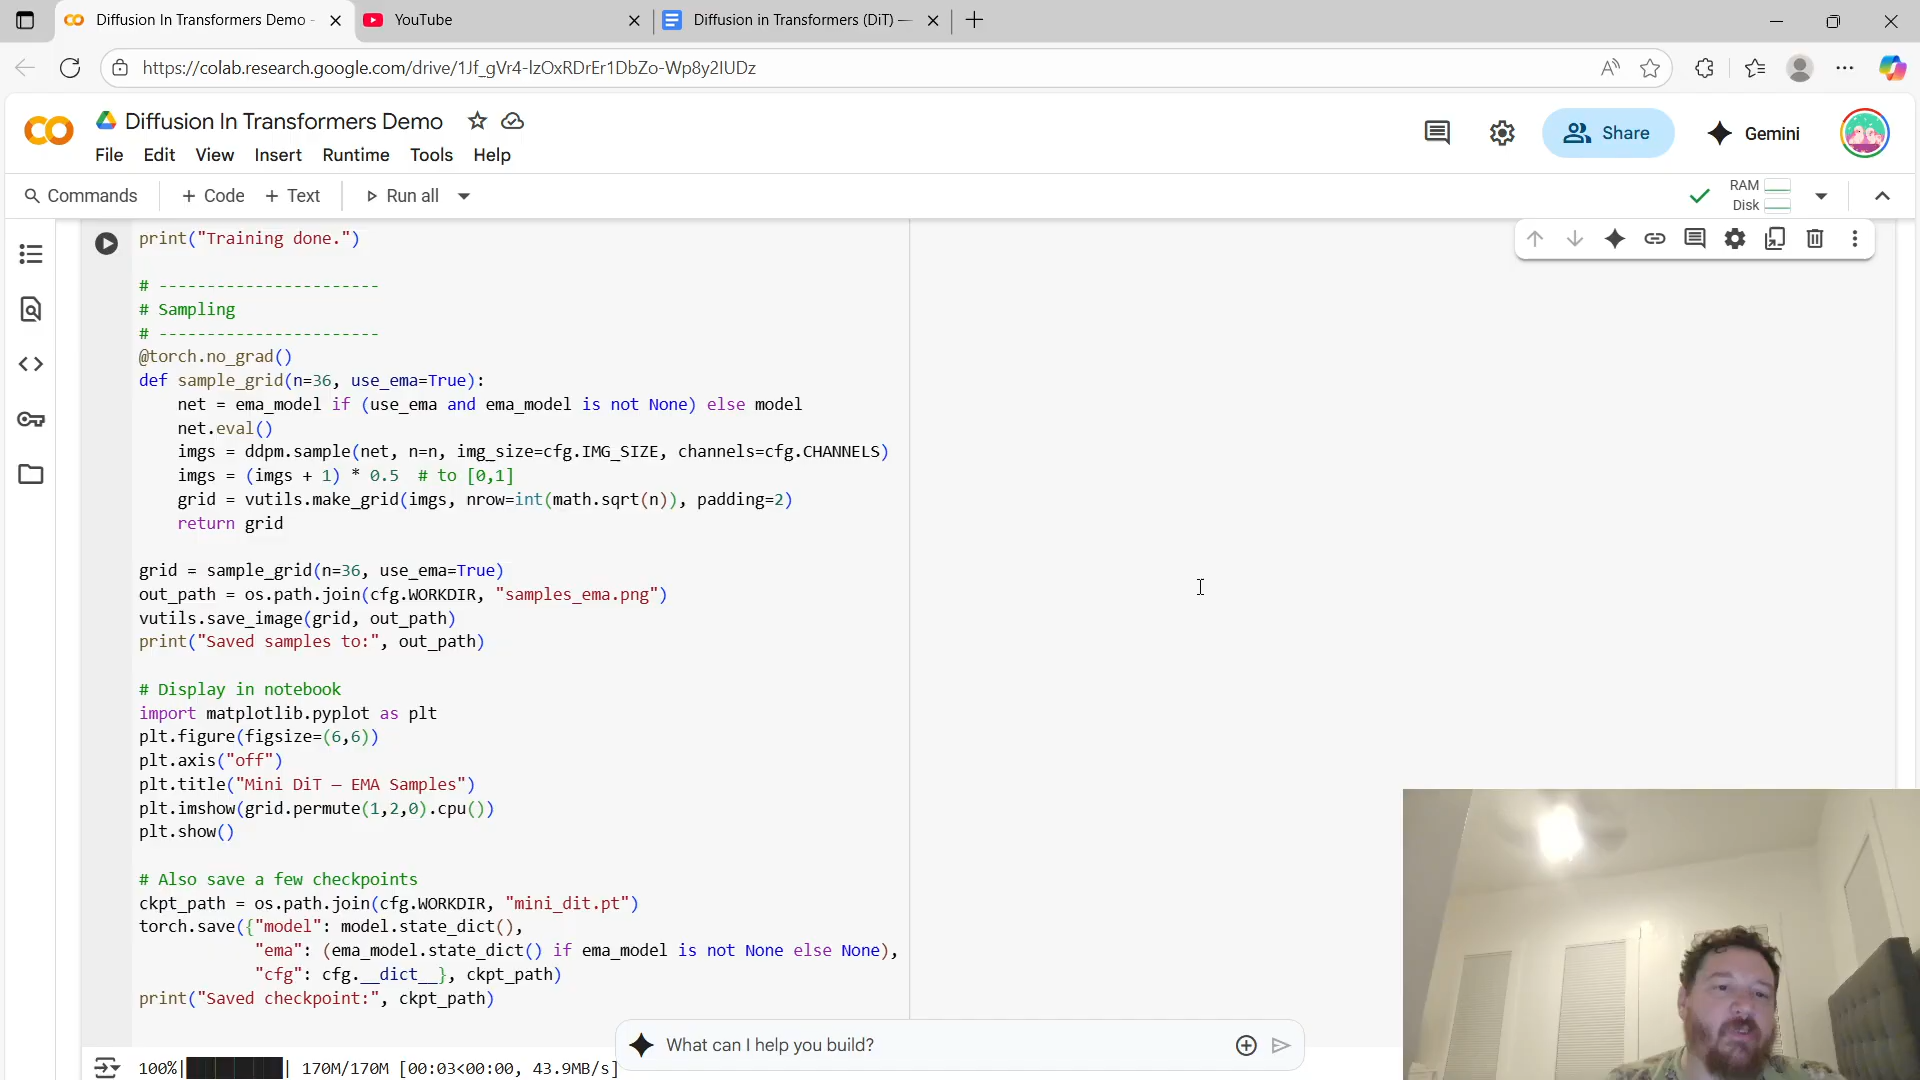 Diffusion In Transformers Demo -
YouTube
Diffusion in Transformers (DiT) —
https://colab.research.google.com/drive/1Jf_gVr4-IzOxRDrEr1DbZo-Wp8y2IUDz
Diffusion In Transformers Demo
File Edit View Insert Runtime Tools Help
Share
Gemini
Commands + Code + Text Run all
RAM
Disk
print("Training done.")
# -----------------------
# Sampling
# -----------------------
@torch.no_grad()
def sample_grid(n=36, use_ema=True):
    net = ema_model if (use_ema and ema_model is not None) else model
    net.eval()
    imgs = ddpm.sample(net, n=n, img_size=cfg.IMG_SIZE, channels=cfg.CHANNELS)
    imgs = (imgs + 1) * 0.5  # to [0,1]
    grid = vutils.make_grid(imgs, nrow=int(math.sqrt(n)), padding=2)
    return grid
grid = sample_grid(n=36, use_ema=True)
out_path = os.path.join(cfg.WORKDIR, "samples_ema.png")
vutils.save_image(grid, out_path)
print("Saved samples to:", out_path)
# Display in notebook
import matplotlib.pyplot as plt
plt.figure(figsize=(6,6))
plt.axis("off")
plt.title("Mini DiT — EMA Samples")
plt.imshow(grid.permute(1,2,0).cpu())
plt.show()
# Also save a few checkpoints
ckpt_path = os.path.join(cfg.WORKDIR, "mini_dit.pt")
torch.save({"model": model.state_dict(),
            "ema": (ema_model.state_dict() if ema_model is not None else None),
            "cfg": cfg.__dict__}, ckpt_path)
print("Saved checkpoint:", ckpt_path)
What can I help you build?
100%|██████████| 170M/170M [00:03<00:00, 43.9MB/s]